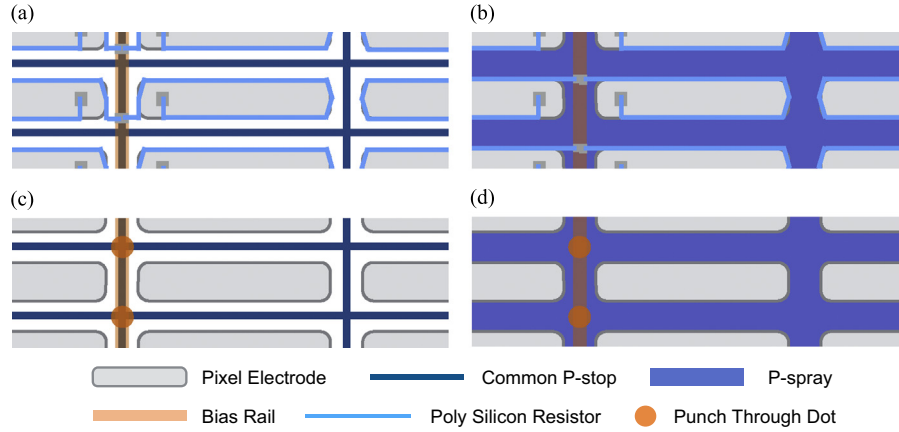 (a) (b)
(c) (d)
Pixel Electrode Common P-stop P-spray
Bias Rail Poly Silicon Resistor Punch Through Dot